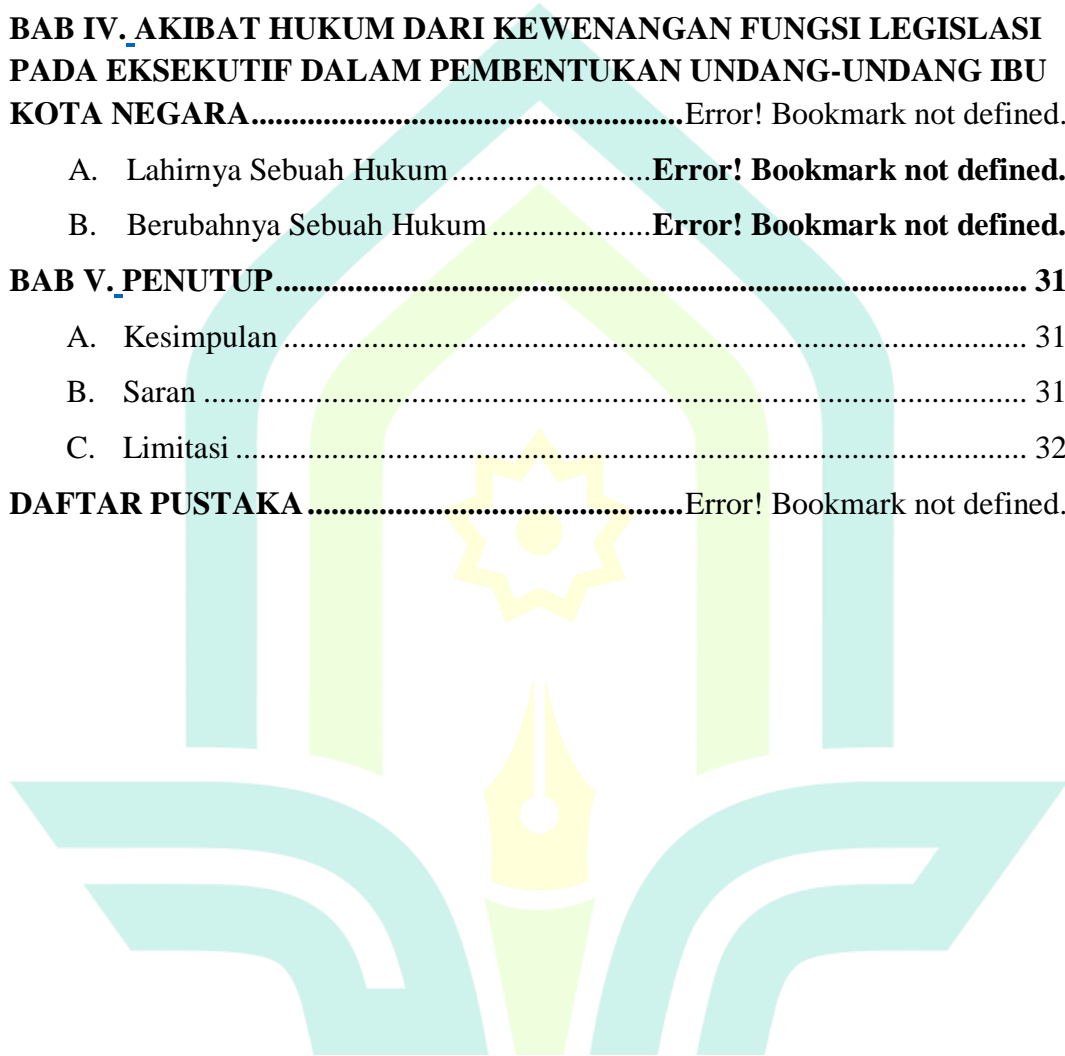 BAB IV. AKIBAT HUKUM DARI KEWENANGAN FUNGSI LEGISLASI
PADA EKSEKUTIF DALAM PEMBENTUKAN UNDANG-UNDANG IBU
KOTA NEGARA......................................................Error! Bookmark not defined.
A. Lahirnya Sebuah Hukum.........................Error! Bookmark not defined.
B. Berubahnya Sebuah Hukum....................Error! Bookmark not defined.
BAB V. PENUTUP.............................................................................................. 31
A. Kesimpulan............................................................................................. 31
B. Saran....................................................................................................... 31
C. Limitasi................................................................................................... 32
DAFTAR PUSTAKA...............................................Error! Bookmark not defined.